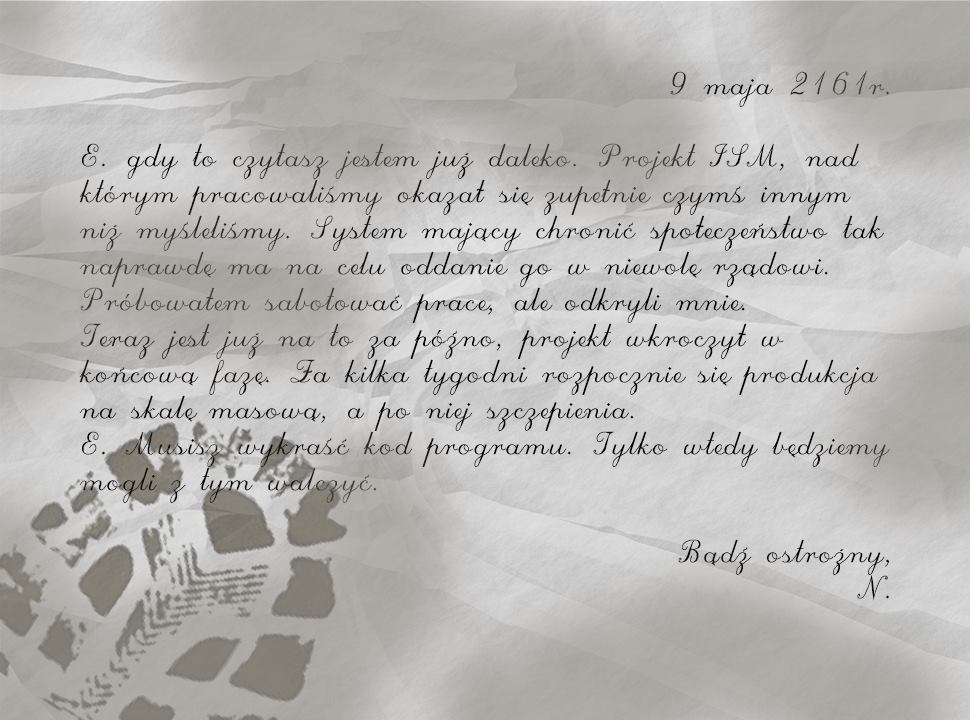 9 maja 2161r.
E. gdy to czytasz jestem już daleko. Projekt ISM, nad
którym pracowaliśmy okazał się zupełnie czymś innym
niż myśleliśmy. System mający chronić społeczeństwo tak
naprawdę ma na celu oddanie go w niewolę rządowi.
Próbowałem sabotować prace, ale odkryli mnie.
Teraz jest już na to za późno, projekt wkroczył w
końcową fazę. Za kilka tygodni rozpocznie się produkcja
na skalę masową, a po niej szczepienia.
E. Musisz wykraść kod programu. Tylko wtedy będziemy
mogli z tym walczyć.
Bądź ostrożny,
N.